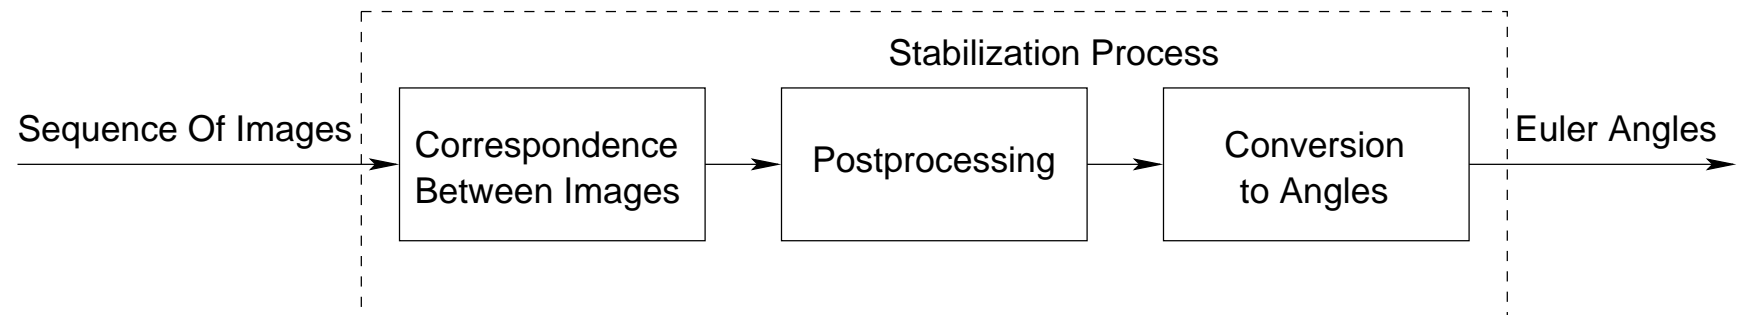 Stabilization Process
Sequence Of Images
Correspondence
Between Images
Postprocessing
Conversion
to Angles
Euler Angles